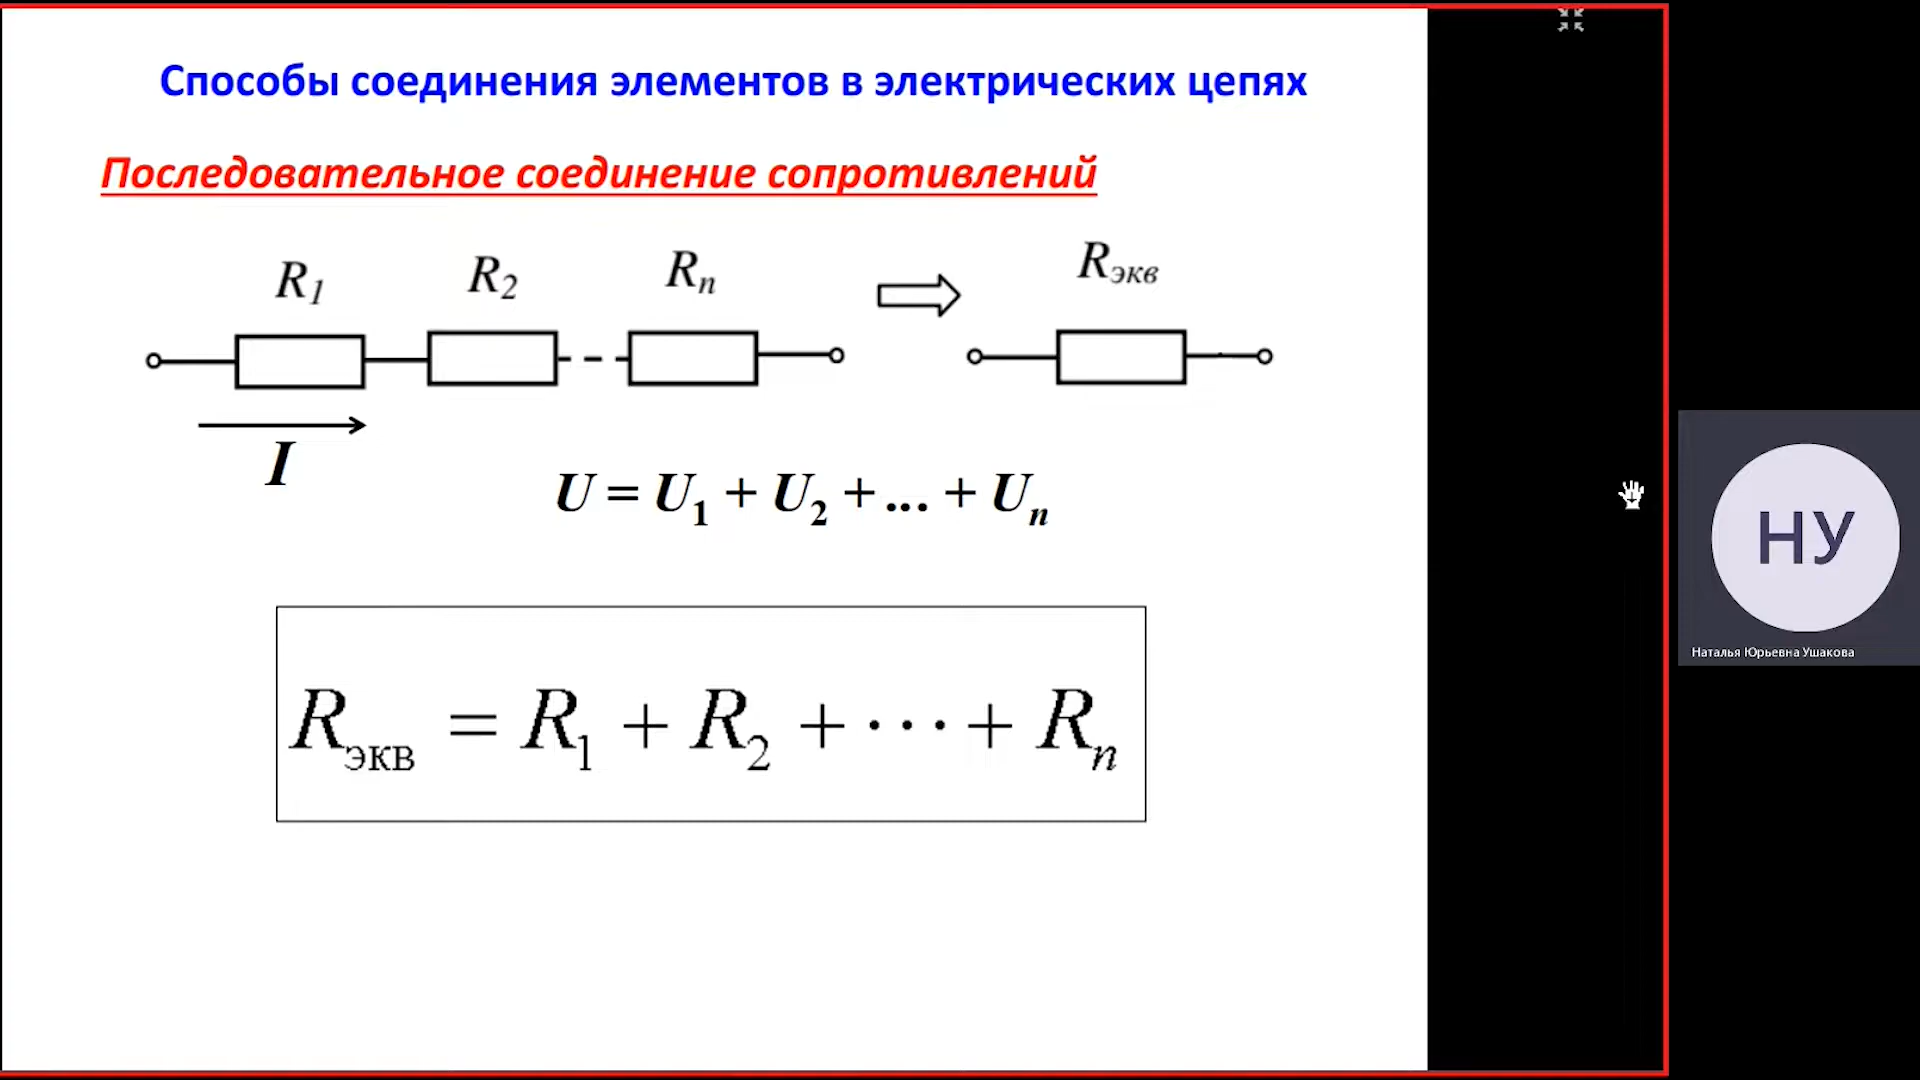 Способы соединения элементов в электрических цепях
Последовательное соединение сопротивлений
R1 R2 Rn Rэкв
I
U = U1 + U2 + ... + Un
Rэкв = R1 + R2 + ··· + Rn
НУ
Наталья Юрьевна Ушакова